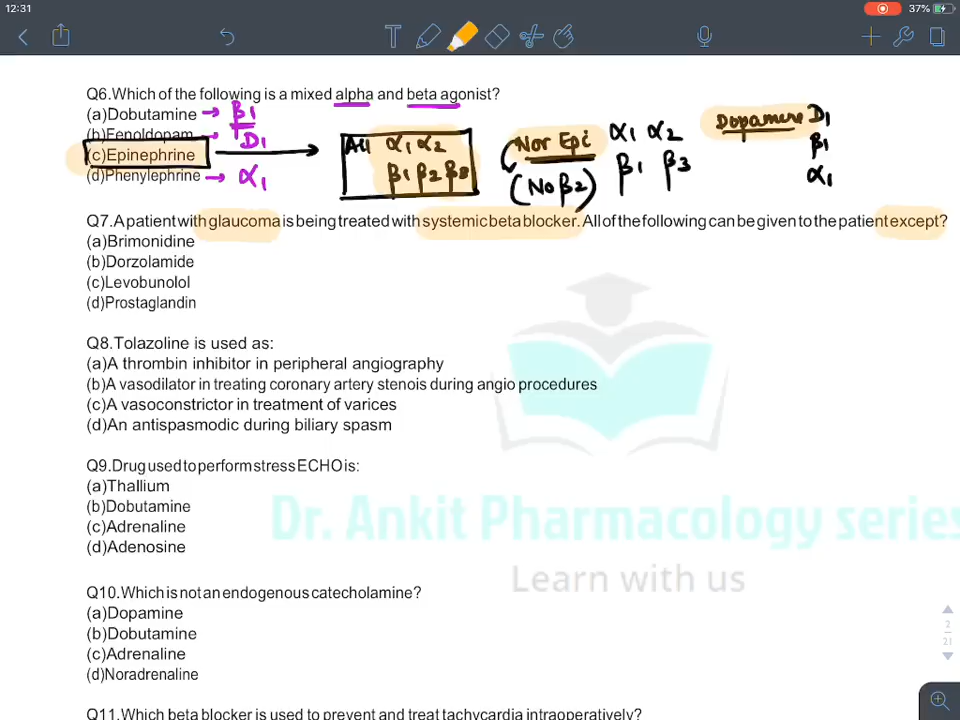 12:31
37%
T
Q6.Which of the following is a mixed alpha and beta agonist?
(a)Dobutamine → β1
(b)Fenoldopam → D1
(c)Epinephrine → All α1 α2 β1 β2 β3
(d)Phenylephrine → α1
Nor Epi α1 α2
(No β2) β1 β3
Dopamine D1
β1
α1
Q7.A patient with glaucoma is being treated with systemic beta blocker. All of the following can be given to the patient except?
(a)Brimonidine
(b)Dorzolamide
(c)Levobunolol
(d)Prostaglandin
Q8.Tolazoline is used as:
(a)A thrombin inhibitor in peripheral angiography
(b)A vasodilator in treating coronary artery stenois during angio procedures
(c)A vasoconstrictor in treatment of varices
(d)An antispasmodic during biliary spasm
Q9.Drug used to perform stress ECHO is:
(a)Thallium
(b)Dobutamine
(c)Adrenaline
(d)Adenosine
Dr. Ankit Pharmacology series
Learn with us
Q10.Which is not an endogenous catecholamine?
(a)Dopamine
(b)Dobutamine
(c)Adrenaline
(d)Noradrenaline
2
21
Q11.Which beta blocker is used to prevent and treat tachycardia intraoperatively?